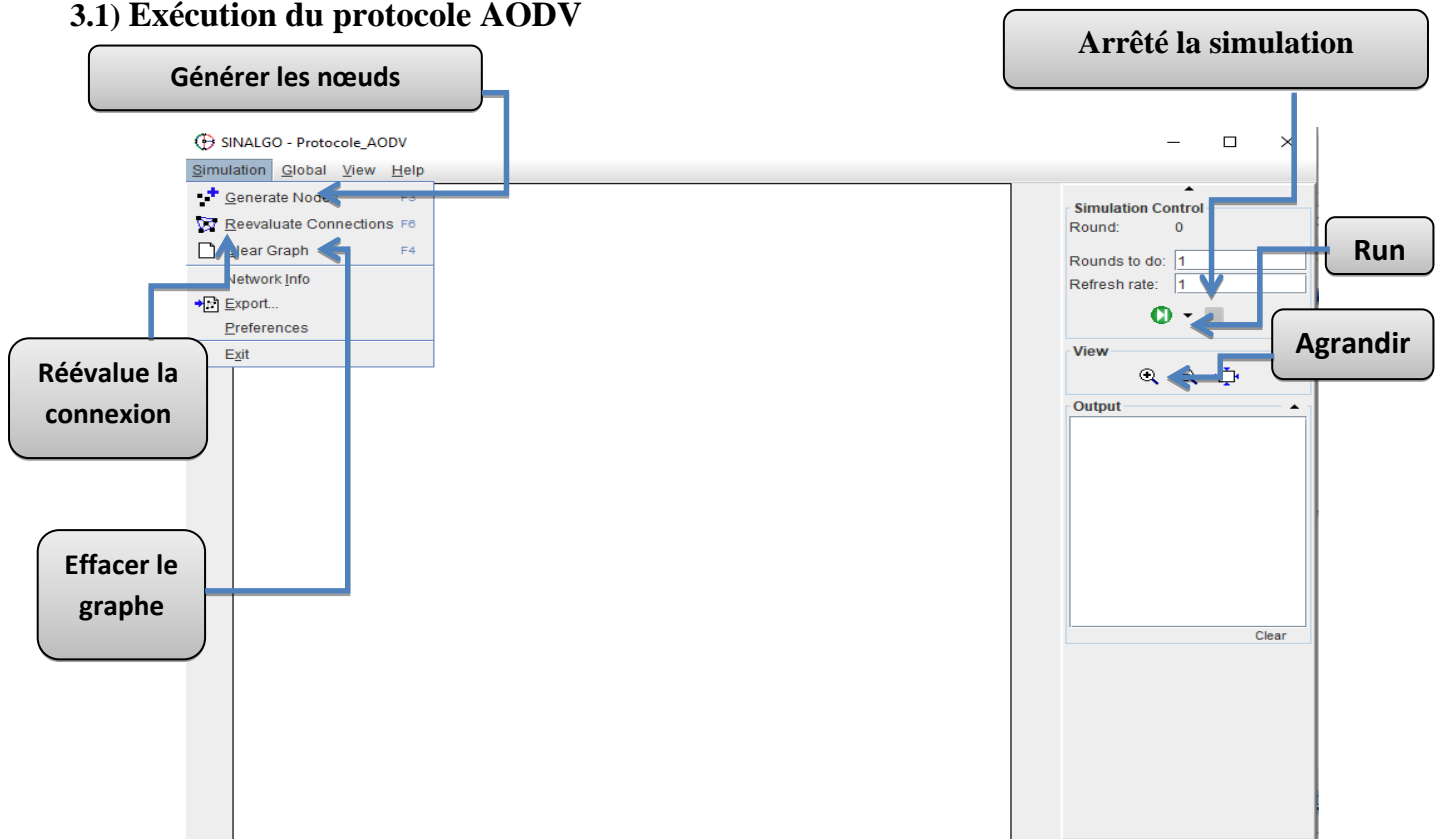 3.1) Exécution du protocole AODV
Arrêté la simulation
Générer les nœuds
SINALGO - Protocole_AODV
Simulation Global View Help
Generate F3
Reevaluate Connections F6
Graph F4
Network Info
Export...
Preferences
Exit
Simulation Control
Round: 0
Rounds to do: 1
Refresh rate: 1
Run
View
Agrandir
Output
Clear
Réévalue la
connexion
Effacer le
graphe